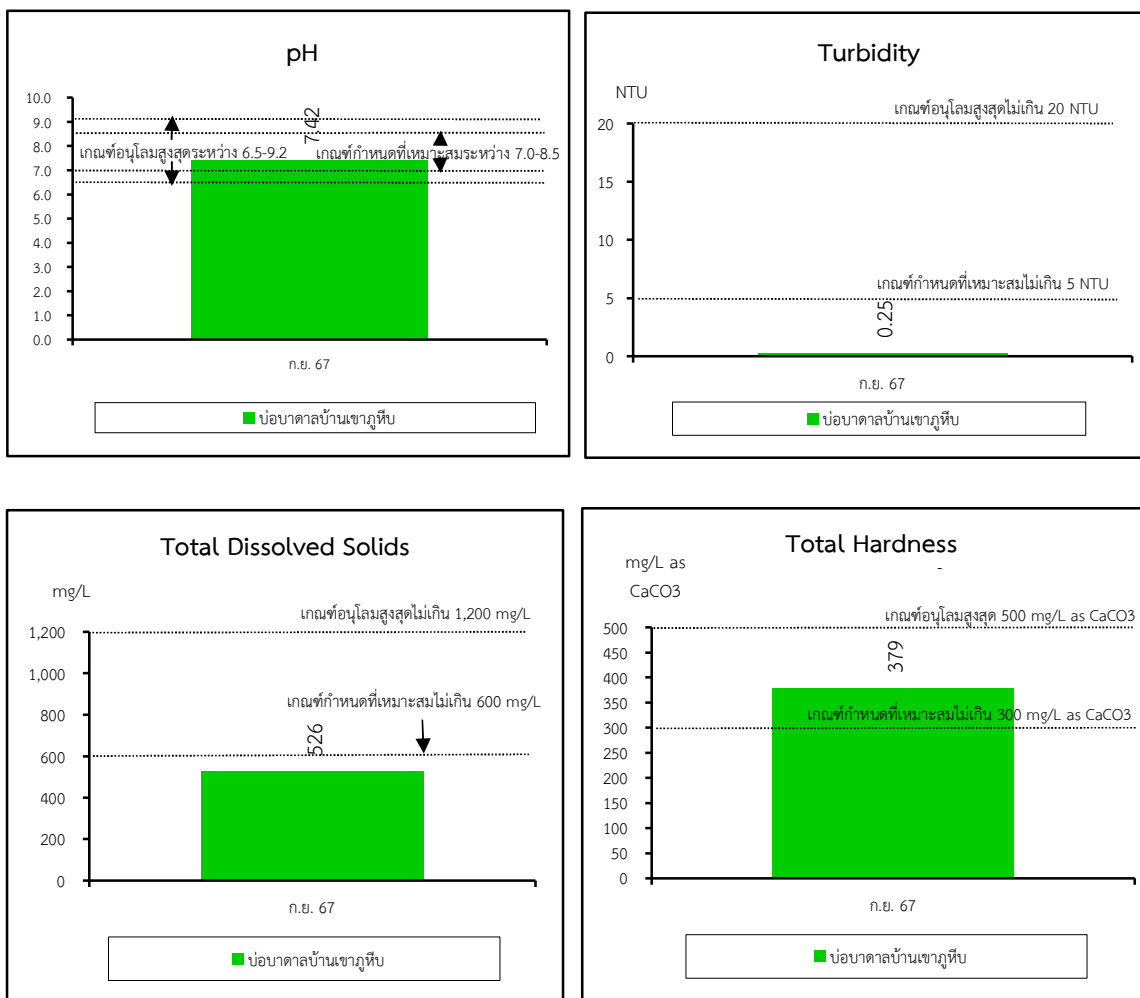 pH
10.0
9.0
8.0
7.0
6.0
5.0
4.0
3.0
2.0
1.0
0.0
7.42
เกณฑ์อนุโลมสูงสุดระหว่าง 6.5-9.2
เกณฑ์กำหนดที่เหมาะสมระหว่าง 7.0-8.5
ก.ย. 67
บ่อบาดาลบ้านเขาภูหีบ
Turbidity
NTU
เกณฑ์อนุโลมสูงสุดไม่เกิน 20 NTU
20
15
10
เกณฑ์กำหนดที่เหมาะสมไม่เกิน 5 NTU
5
0.25
0
ก.ย. 67
บ่อบาดาลบ้านเขาภูหีบ
Total Dissolved Solids
mg/L
เกณฑ์อนุโลมสูงสุดไม่เกิน 1,200 mg/L
1,200
1,000
เกณฑ์กำหนดที่เหมาะสมไม่เกิน 600 mg/L
800
526
600
400
200
0
ก.ย. 67
บ่อบาดาลบ้านเขาภูหีบ
Total Hardness
mg/L as
CaCO3
เกณฑ์อนุโลมสูงสุด 500 mg/L as CaCO3
500
450
379
400
350
เกณฑ์กำหนดที่เหมาะสมไม่เกิน 300 mg/L as CaCO3
300
250
200
150
100
50
0
ก.ย. 67
บ่อบาดาลบ้านเขาภูหีบ